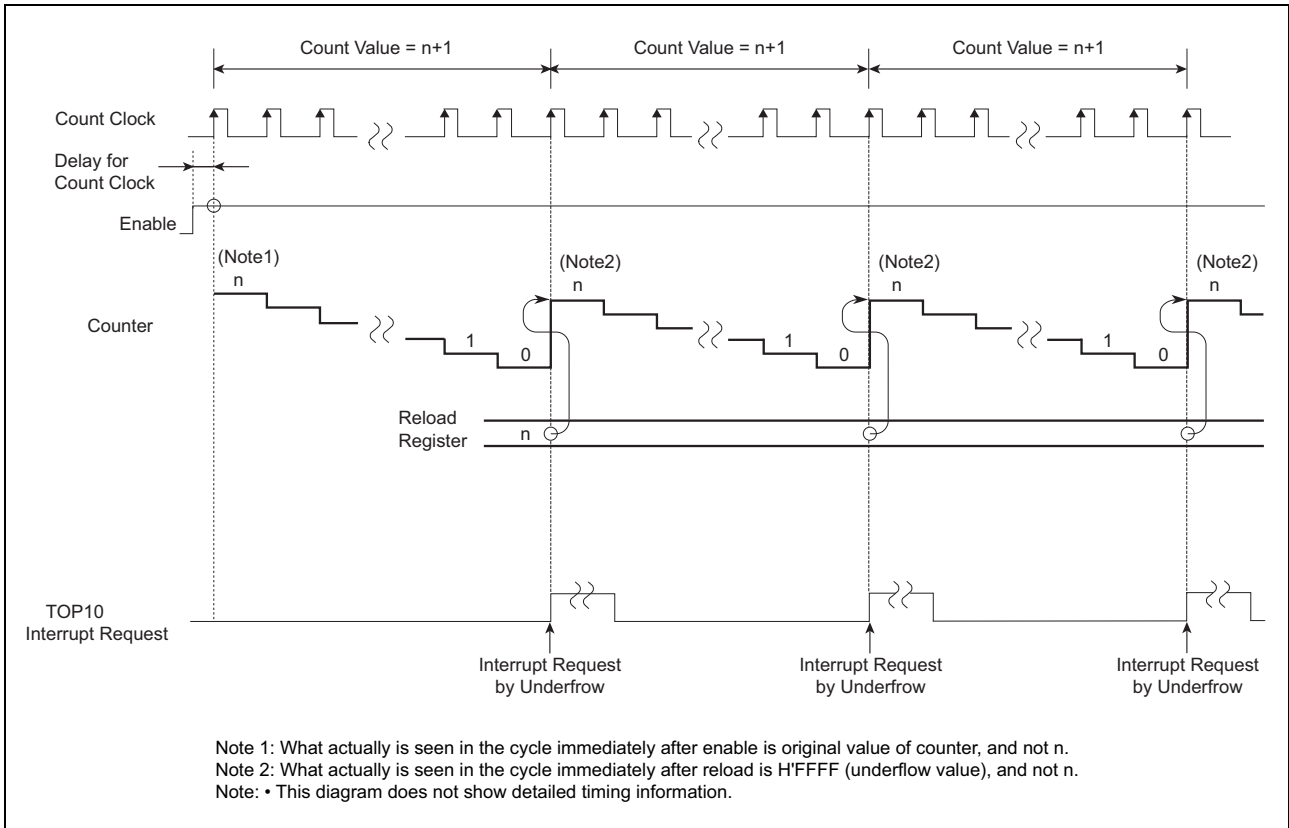 Count Value = n+1
Count Value = n+1
Count Value = n+1
Count Clock
Delay for
Count Clock
Enable
(Note1)
n
(Note2)
n
(Note2)
n
(Note2)
n
Counter
1
0
1
0
1
0
Reload
Register
n
TOP10
Interrupt Request
Interrupt Request
by Underfrow
Interrupt Request
by Underfrow
Interrupt Request
by Underfrow
Note 1: What actually is seen in the cycle immediately after enable is original value of counter, and not n.
Note 2: What actually is seen in the cycle immediately after reload is H'FFFF (underflow value), and not n.
Note: • This diagram does not show detailed timing information.